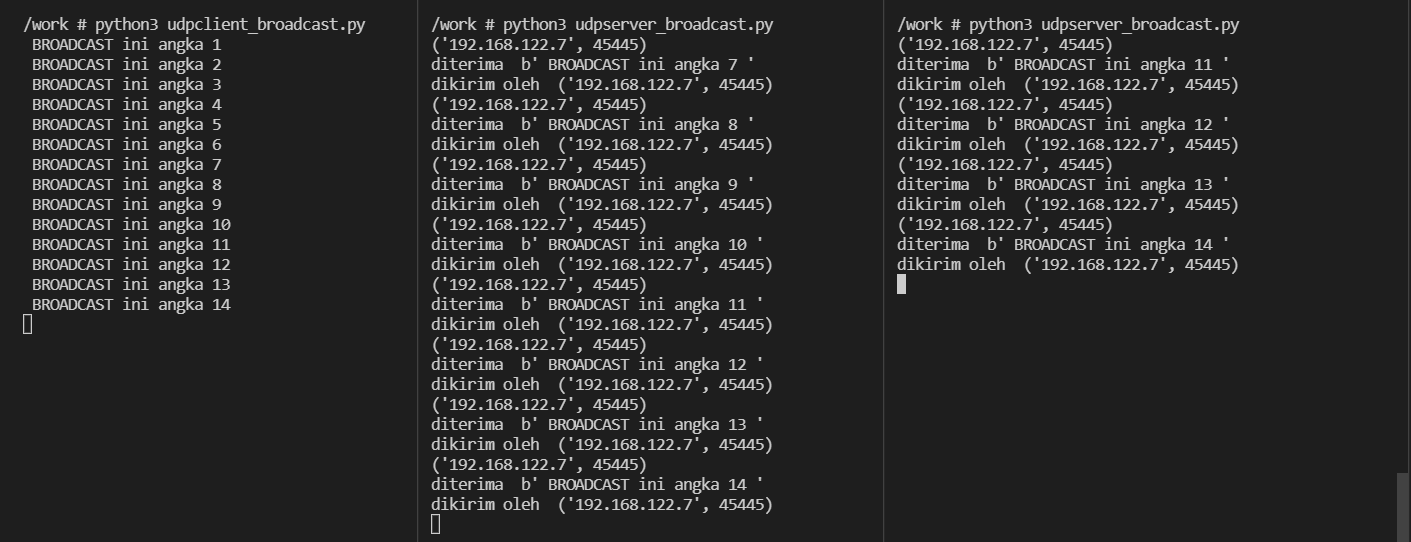 /work # python3 udpclient_broadcast.py
 BROADCAST ini angka 1
 BROADCAST ini angka 2
 BROADCAST ini angka 3
 BROADCAST ini angka 4
 BROADCAST ini angka 5
 BROADCAST ini angka 6
 BROADCAST ini angka 7
 BROADCAST ini angka 8
 BROADCAST ini angka 9
 BROADCAST ini angka 10
 BROADCAST ini angka 11
 BROADCAST ini angka 12
 BROADCAST ini angka 13
 BROADCAST ini angka 14
/work # python3 udpserver_broadcast.py
('192.168.122.7', 45445)
diterima  b' BROADCAST ini angka 7 '
dikirim oleh  ('192.168.122.7', 45445)
('192.168.122.7', 45445)
diterima  b' BROADCAST ini angka 8 '
dikirim oleh  ('192.168.122.7', 45445)
('192.168.122.7', 45445)
diterima  b' BROADCAST ini angka 9 '
dikirim oleh  ('192.168.122.7', 45445)
('192.168.122.7', 45445)
diterima  b' BROADCAST ini angka 10 '
dikirim oleh  ('192.168.122.7', 45445)
('192.168.122.7', 45445)
diterima  b' BROADCAST ini angka 11 '
dikirim oleh  ('192.168.122.7', 45445)
('192.168.122.7', 45445)
diterima  b' BROADCAST ini angka 12 '
dikirim oleh  ('192.168.122.7', 45445)
('192.168.122.7', 45445)
diterima  b' BROADCAST ini angka 13 '
dikirim oleh  ('192.168.122.7', 45445)
('192.168.122.7', 45445)
diterima  b' BROADCAST ini angka 14 '
dikirim oleh  ('192.168.122.7', 45445)
/work # python3 udpserver_broadcast.py
('192.168.122.7', 45445)
diterima  b' BROADCAST ini angka 11 '
dikirim oleh  ('192.168.122.7', 45445)
('192.168.122.7', 45445)
diterima  b' BROADCAST ini angka 12 '
dikirim oleh  ('192.168.122.7', 45445)
('192.168.122.7', 45445)
diterima  b' BROADCAST ini angka 13 '
dikirim oleh  ('192.168.122.7', 45445)
('192.168.122.7', 45445)
diterima  b' BROADCAST ini angka 14 '
dikirim oleh  ('192.168.122.7', 45445)